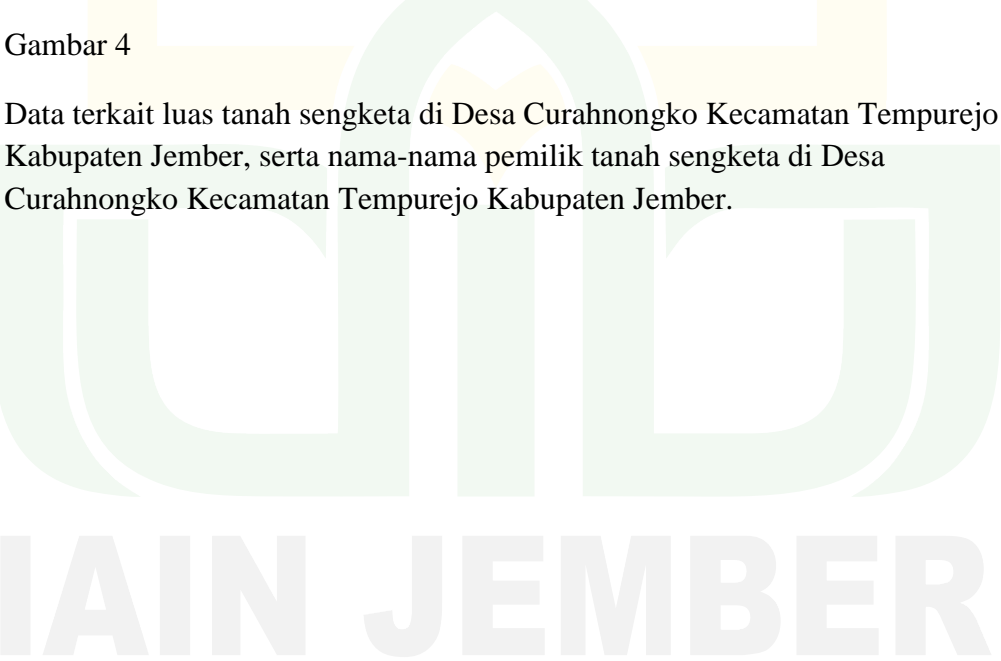 Gambar 4
Data terkait luas tanah sengketa di Desa Curahnongko Kecamatan Tempurejo
Kabupaten Jember, serta nama-nama pemilik tanah sengketa di Desa
Curahnongko Kecamatan Tempurejo Kabupaten Jember.
IAIN JEMBER